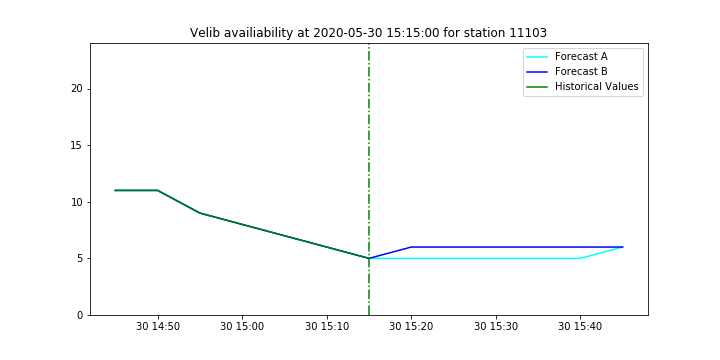 Velib availiability at 2020-05-30 15:15:00 for station 11103
Forecast A
Forecast B
Historical Values
20
15
10
5
0
30 14:50 30 15:00 30 15:10 30 15:20 30 15:30 30 15:40